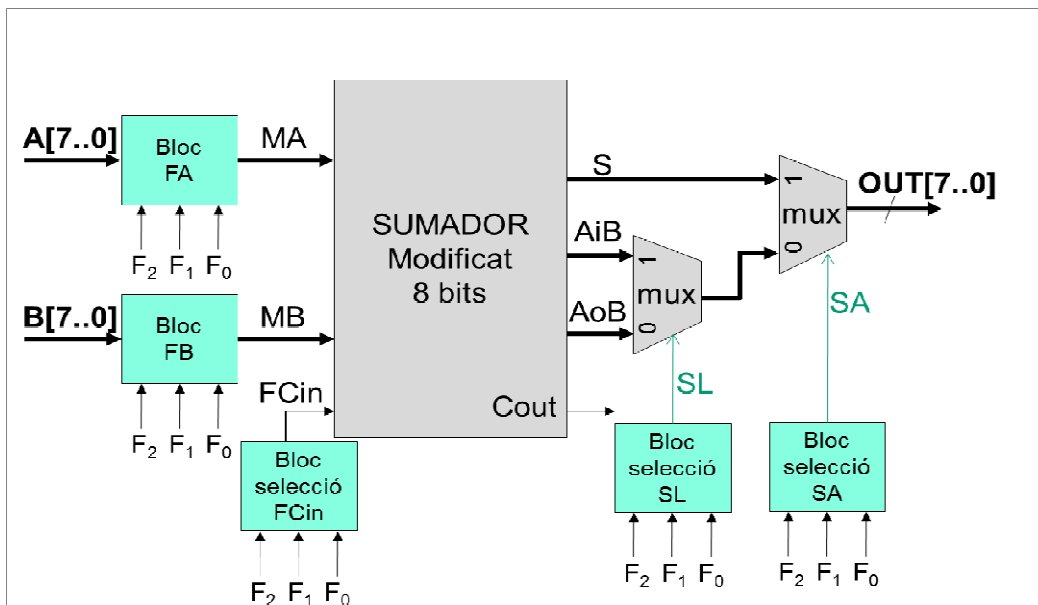 A[7..0]
Bloc
FA
MA
F2 F1 F0
B[7..0]
Bloc
FB
MB
F2 F1 F0
FCin
Bloc
selecció
FCin
F2 F1 F0
SUMADOR
Modificat
8 bits
Cout
S
AiB
AoB
1
mux
0
SL
Bloc
selecció
SL
F2 F1 F0
1
mux
0
OUT[7..0]
SA
Bloc
selecció
SA
F2 F1 F0